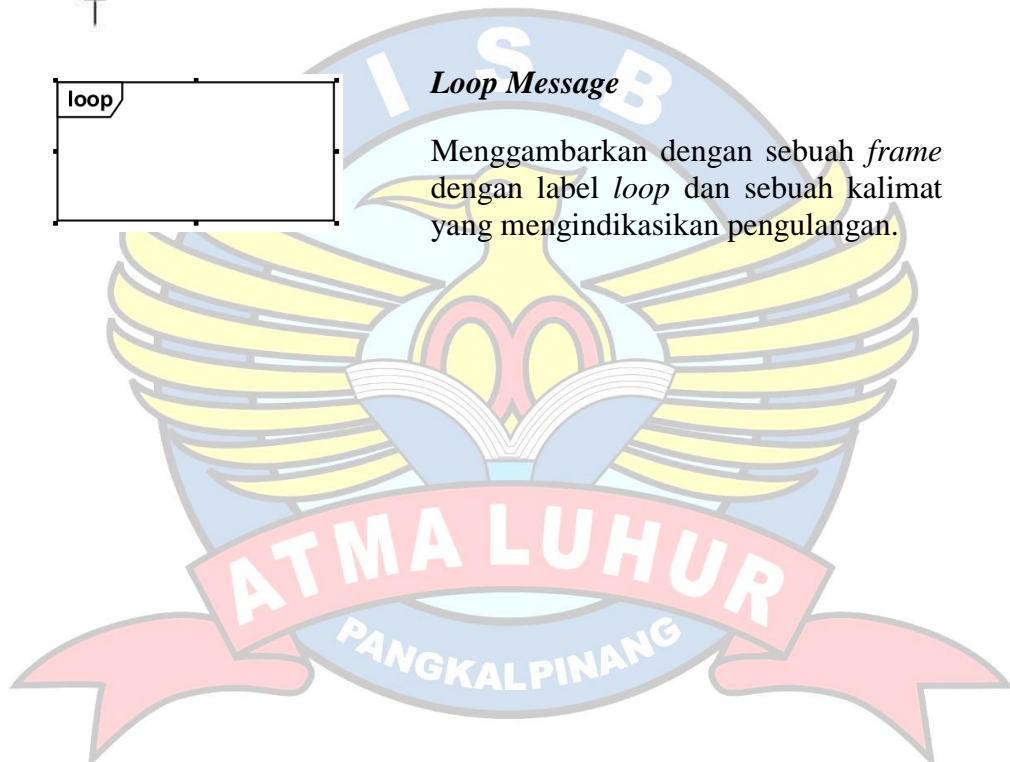 loop
Loop Message
Menggambarkan dengan sebuah frame
dengan label loop dan sebuah kalimat
yang mengindikasikan pengulangan.
I S B
ATMA LUHUR
PANGKALPINANG